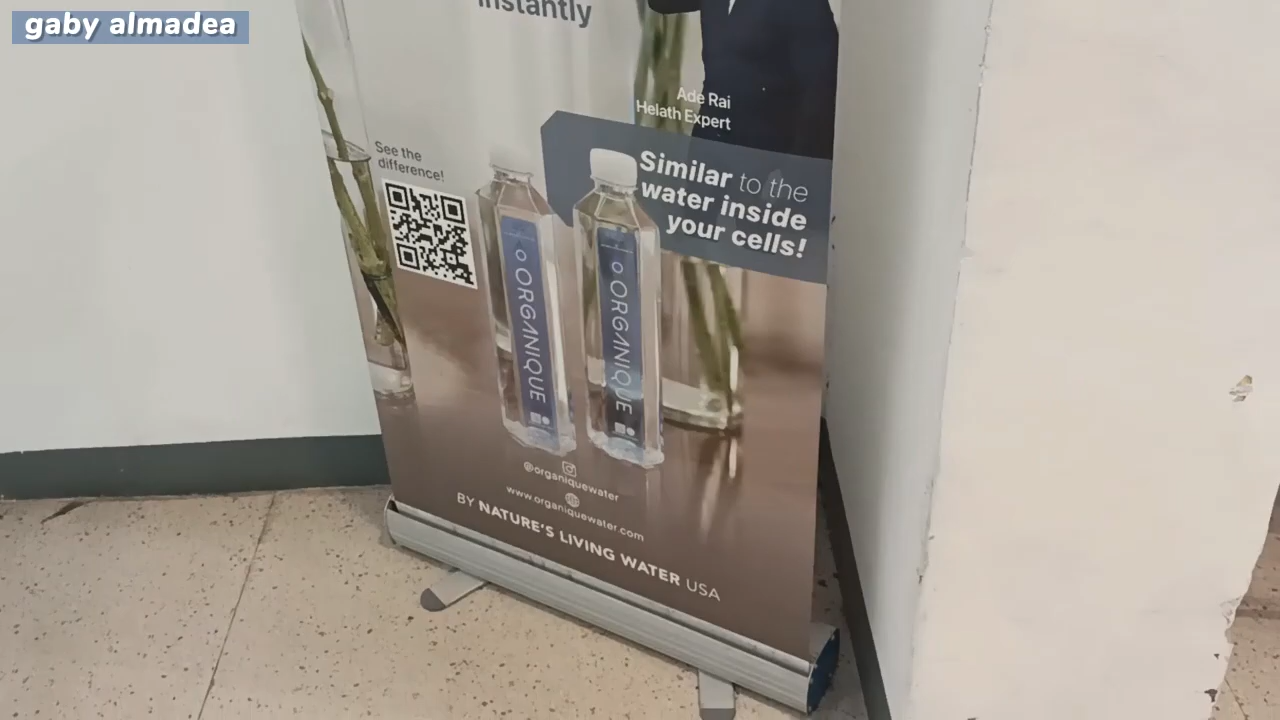 gaby almadea
instantly
Ade Rai
Helath Expert
See the
difference!
Similar to the
water inside
your cells!
ORGANIQUE
ORGANIQUE
@organiquewater
www.organiquewater.com
BY NATURE'S LIVING WATER USA